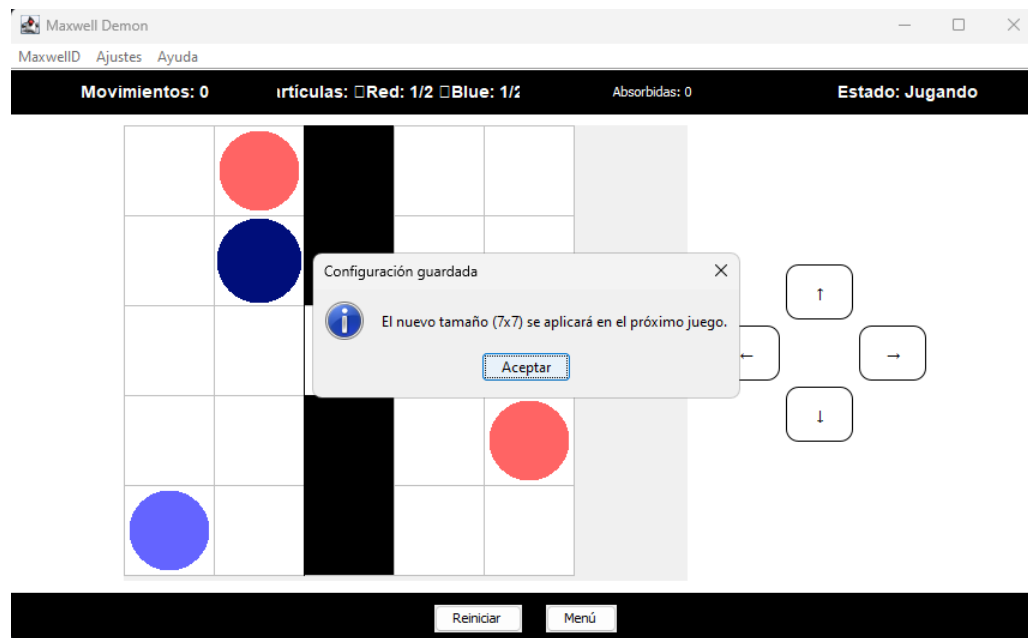 Maxwell Demon
MaxwellD Ajustes Ayuda
Movimientos: 0
ırtículas: □Red: 1/2 □Blue: 1/2
Absorbidas: 0
Estado: Jugando
Configuración guardada
El nuevo tamaño (7x7) se aplicará en el próximo juego.
Aceptar
↑
← →
↓
Reiniciar Menú